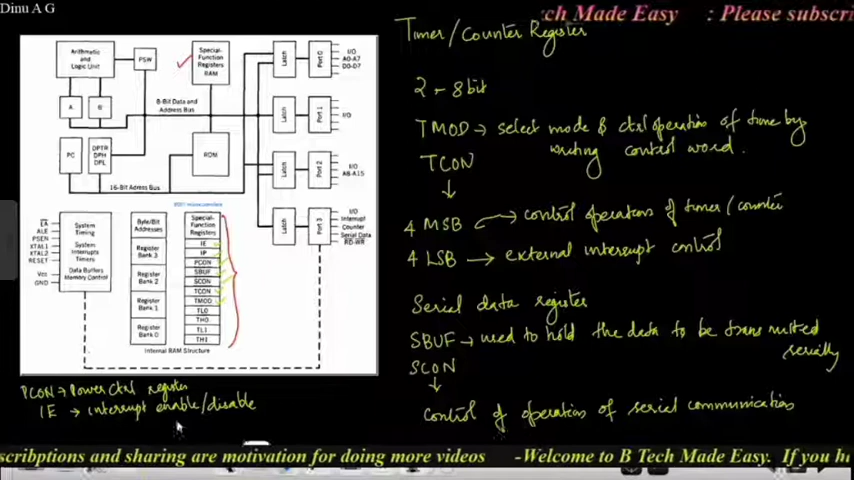 Dinu A G
ch Made Easy : Please subscri
Arithmetic and Logic Unit
PSW
Special-Function Registers RAM
Latch
Port 0
I/O A0-A7 D0-D7
A
B
8-Bit Data and Address Bus
Latch
Port 1
I/O
PC
DPTR DPH DPL
ROM
Latch
Port 2
I/O A8-A15
16-Bit Adress Bus
8051 microcontroller
Latch
Port 3
I/O Interrupt Counter Serial Data RD-WR
EA
ALE
PSEN
XTAL1
XTAL2
RESET
Vcc
GND
System Timing
System Interrupts Timers
Data Buffers Memory Control
Byte/Bit Addresses
Register Bank 3
Register Bank 2
Register Bank 1
Register Bank 0
Special-Function Registers
IE
IP
PCON
SBUF
SCON
TCON
TMOD
TL0
TH0
TL1
TH1
Internal RAM Structure
PCON → Power Ctrl register
IE → interrupt enable/disable
Timer/Counter Register
2 - 8bit
TMOD → select mode & ctrl operation of time by
writing control word.
TCON
↓
4 MSB → control operations of timer/counter
4 LSB → external interrupt control
Serial data register
SBUF → used to hold the data to be transmitted
serially
SCON
↓
control of operations of serial communications
scribptions and sharing are motivation for doing more videos -Welcome to B Tech Made Easy. If you h